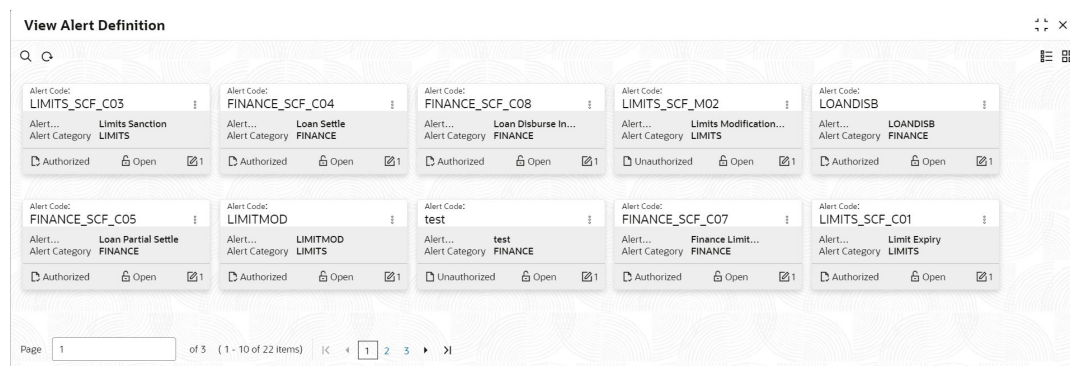 View Alert Definition
Alert Code:
LIMITS_SCF_C03
Alert... Limits Sanction
Alert Category LIMITS
Authorized Open 1
Alert Code:
FINANCE_SCF_C04
Alert... Loan Settle
Alert Category FINANCE
Authorized Open 1
Alert Code:
FINANCE_SCF_C08
Alert... Loan Disburse In...
Alert Category FINANCE
Authorized Open 1
Alert Code:
LIMITS_SCF_M02
Alert... Limits Modification...
Alert Category LIMITS
Unauthorized Open 1
Alert Code:
LOANDISB
Alert... LOANDISB
Alert Category FINANCE
Authorized Open 1
Alert Code:
FINANCE_SCF_C05
Alert... Loan Partial Settle
Alert Category FINANCE
Authorized Open 1
Alert Code:
LIMITMOD
Alert... LIMITMOD
Alert Category LIMITS
Authorized Open 1
Alert Code:
test
Alert... test
Alert Category FINANCE
Unauthorized Open 1
Alert Code:
FINANCE_SCF_C07
Alert... Finance Limit...
Alert Category FINANCE
Authorized Open 1
Alert Code:
LIMITS_SCF_C01
Alert... Limit Expiry
Alert Category LIMITS
Authorized Open 1
Page 1 of 3 (1 - 10 of 22 items) 1 2 3